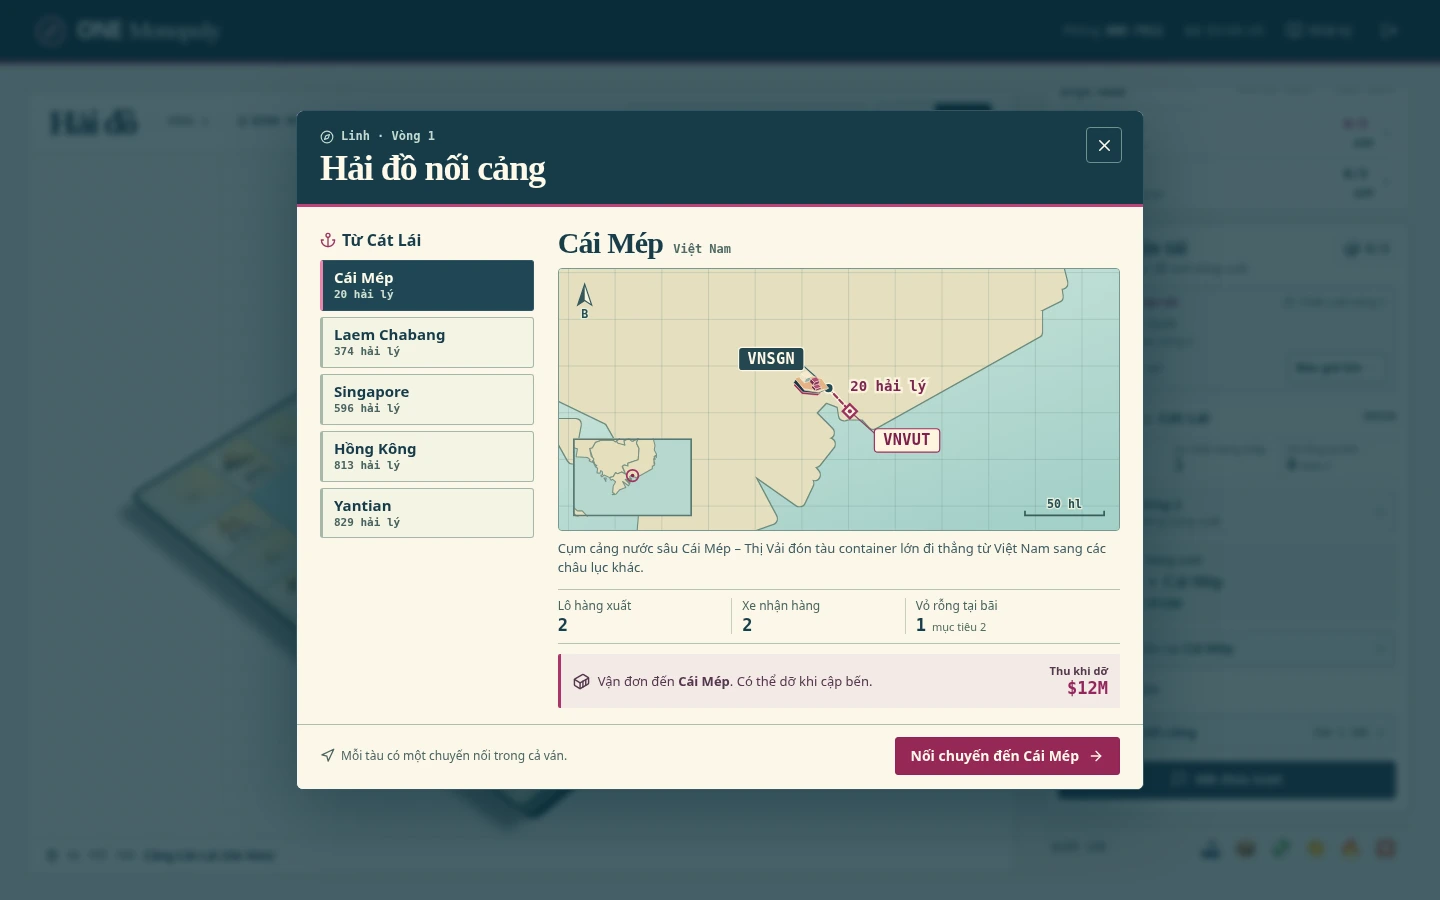 ONE Monopoly
Hải đồ
Linh · Vòng 1
Hải đồ nối cảng
Từ Cát Lái
Cái Mép
20 hải lý
Laem Chabang
374 hải lý
Singapore
596 hải lý
Hồng Kông
813 hải lý
Yantian
829 hải lý
Cái Mép Việt Nam
B
VNSGN
20 hải lý
VNVUT
50 hl
Cụm cảng nước sâu Cái Mép – Thị Vải đón tàu container lớn đi thẳng từ Việt Nam sang các
châu lục khác.
Lô hàng xuất
2
Xe nhận hàng
2
Vỏ rỗng tại bãi
1 mục tiêu 2
Vận đơn đến Cái Mép. Có thể dỡ khi cập bến.
Thu khi dỡ
$12M
Mỗi tàu có một chuyến nối trong cả ván.
Nối chuyến đến Cái Mép